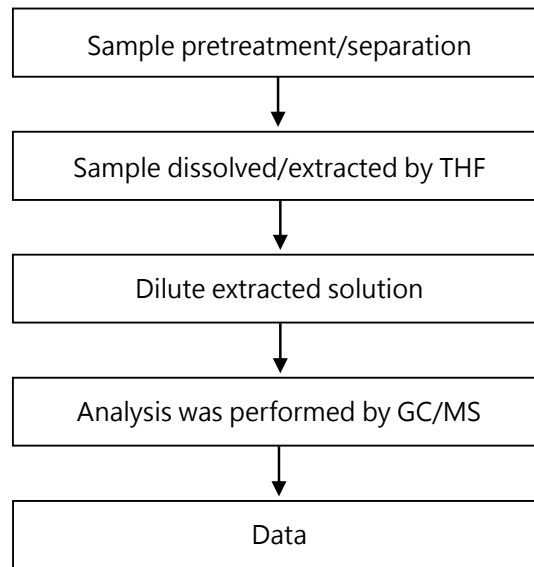 Sample pretreatment/separation
Sample dissolved/extracted by THF
Dilute extracted solution
Analysis was performed by GC/MS
Data